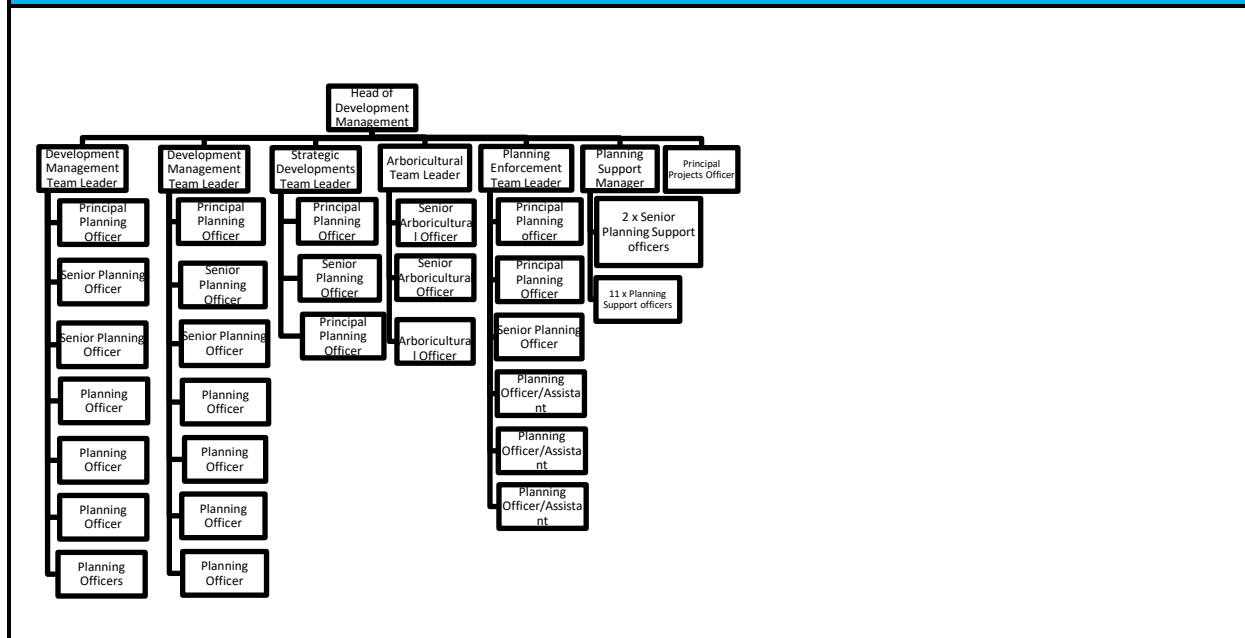 Head of
Development
Management
Development
Management
Team Leader
Development
Management
Team Leader
Strategic
Developments
Team Leader
Arboricultural
Team Leader
Planning
Enforcement
Team Leader
Planning
Support
Manager
Principal
Projects Officer
Principal
Planning
Officer
Senior Planning
Officer
Senior Planning
Officer
Planning
Officer
Planning
Officer
Planning
Officer
Planning
Officers
Principal
Planning
Officer
Senior
Planning
Officer
Senior Planning
Officer
Planning
Officer
Planning
Officer
Planning
Officer
Planning
Officer
Principal
Planning
Officer
Senior
Planning
Officer
Principal
Planning
Officer
Senior
Arboricultura
l Officer
Senior
Arboricultural
Officer
Arboricultura
l Officer
Principal
Planning
officer
Principal
Planning
Officer
Senior Planning
Officer
Planning
Officer/Assista
nt
Planning
Officer/Assista
nt
Planning
Officer/Assista
nt
2 x Senior
Planning Support
officers
11 x Planning
Support officers